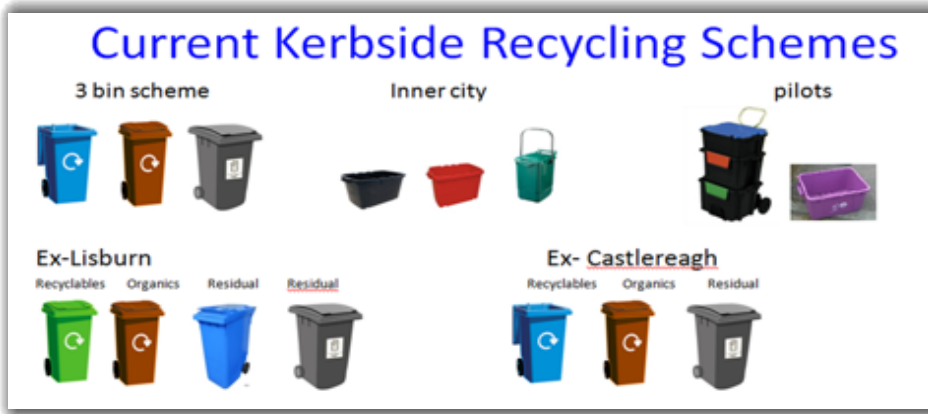 Current Kerbside Recycling Schemes
3 bin scheme
Inner city
pilots
Ex-Lisburn
Recyclables Organics Residual Residual
Ex- Castlereagh
Recyclables Organics Residual